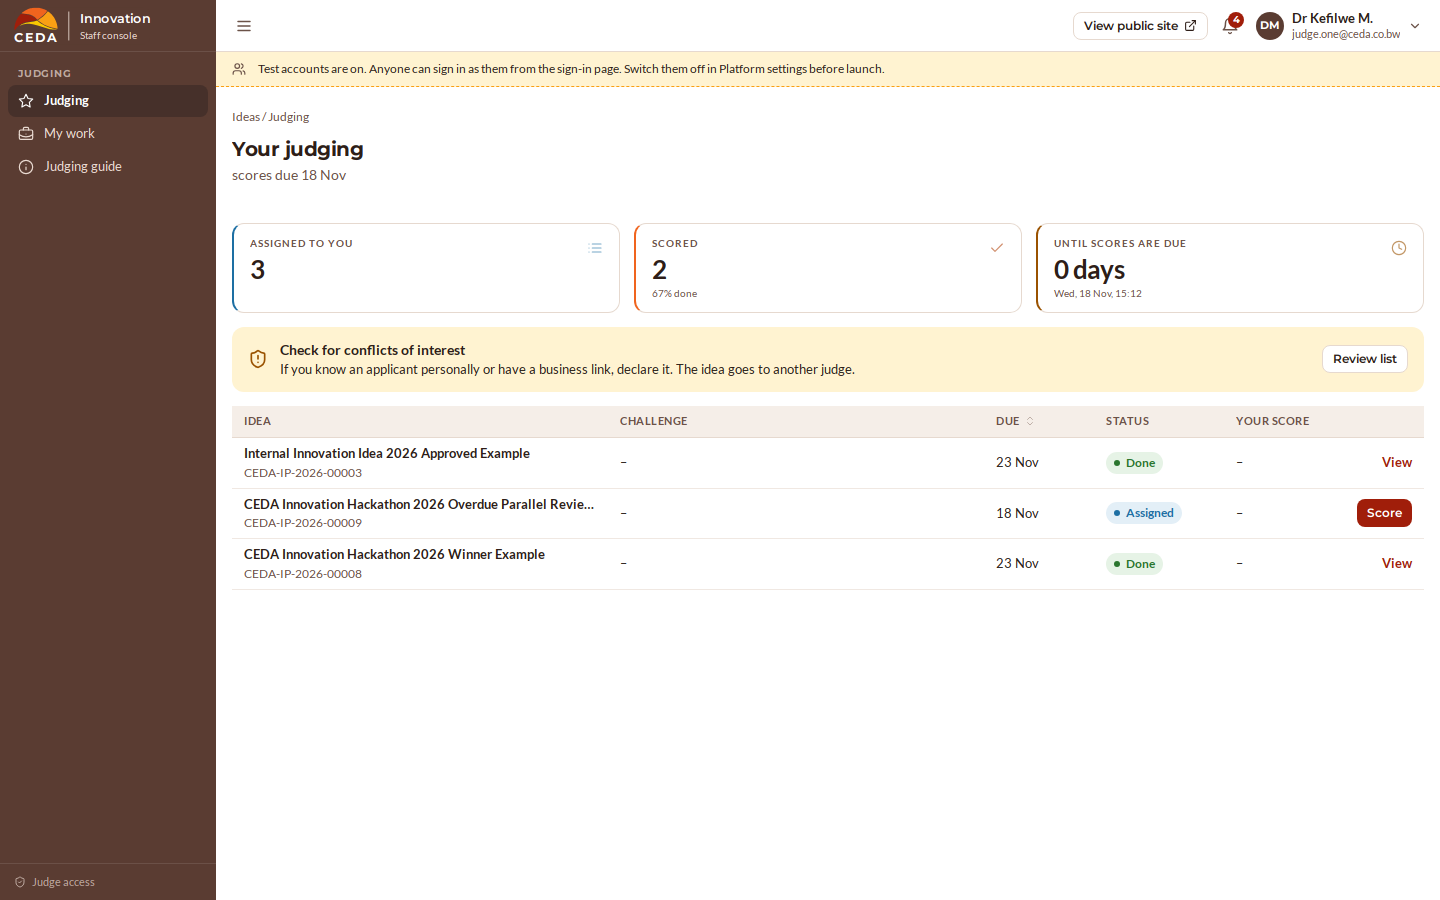 CEDA
Innovation
Staff console
View public site
4
DM
Dr Kefilwe M.
judge.one@ceda.co.bw
JUDGING
Judging
My work
Judging guide
Test accounts are on. Anyone can sign in as them from the sign-in page. Switch them off in Platform settings before launch.
Ideas / Judging
Your judging
scores due 18 Nov
ASSIGNED TO YOU
3
SCORED
2
67% done
UNTIL SCORES ARE DUE
0 days
Wed, 18 Nov, 15:12
Check for conflicts of interest
If you know an applicant personally or have a business link, declare it. The idea goes to another judge.
Review list
IDEA CHALLENGE DUE STATUS YOUR SCORE
Internal Innovation Idea 2026 Approved Example
CEDA-IP-2026-00003
– 23 Nov Done – View
CEDA Innovation Hackathon 2026 Overdue Parallel Revie...
CEDA-IP-2026-00009
– 18 Nov Assigned – Score
CEDA Innovation Hackathon 2026 Winner Example
CEDA-IP-2026-00008
– 23 Nov Done – View
Judge access